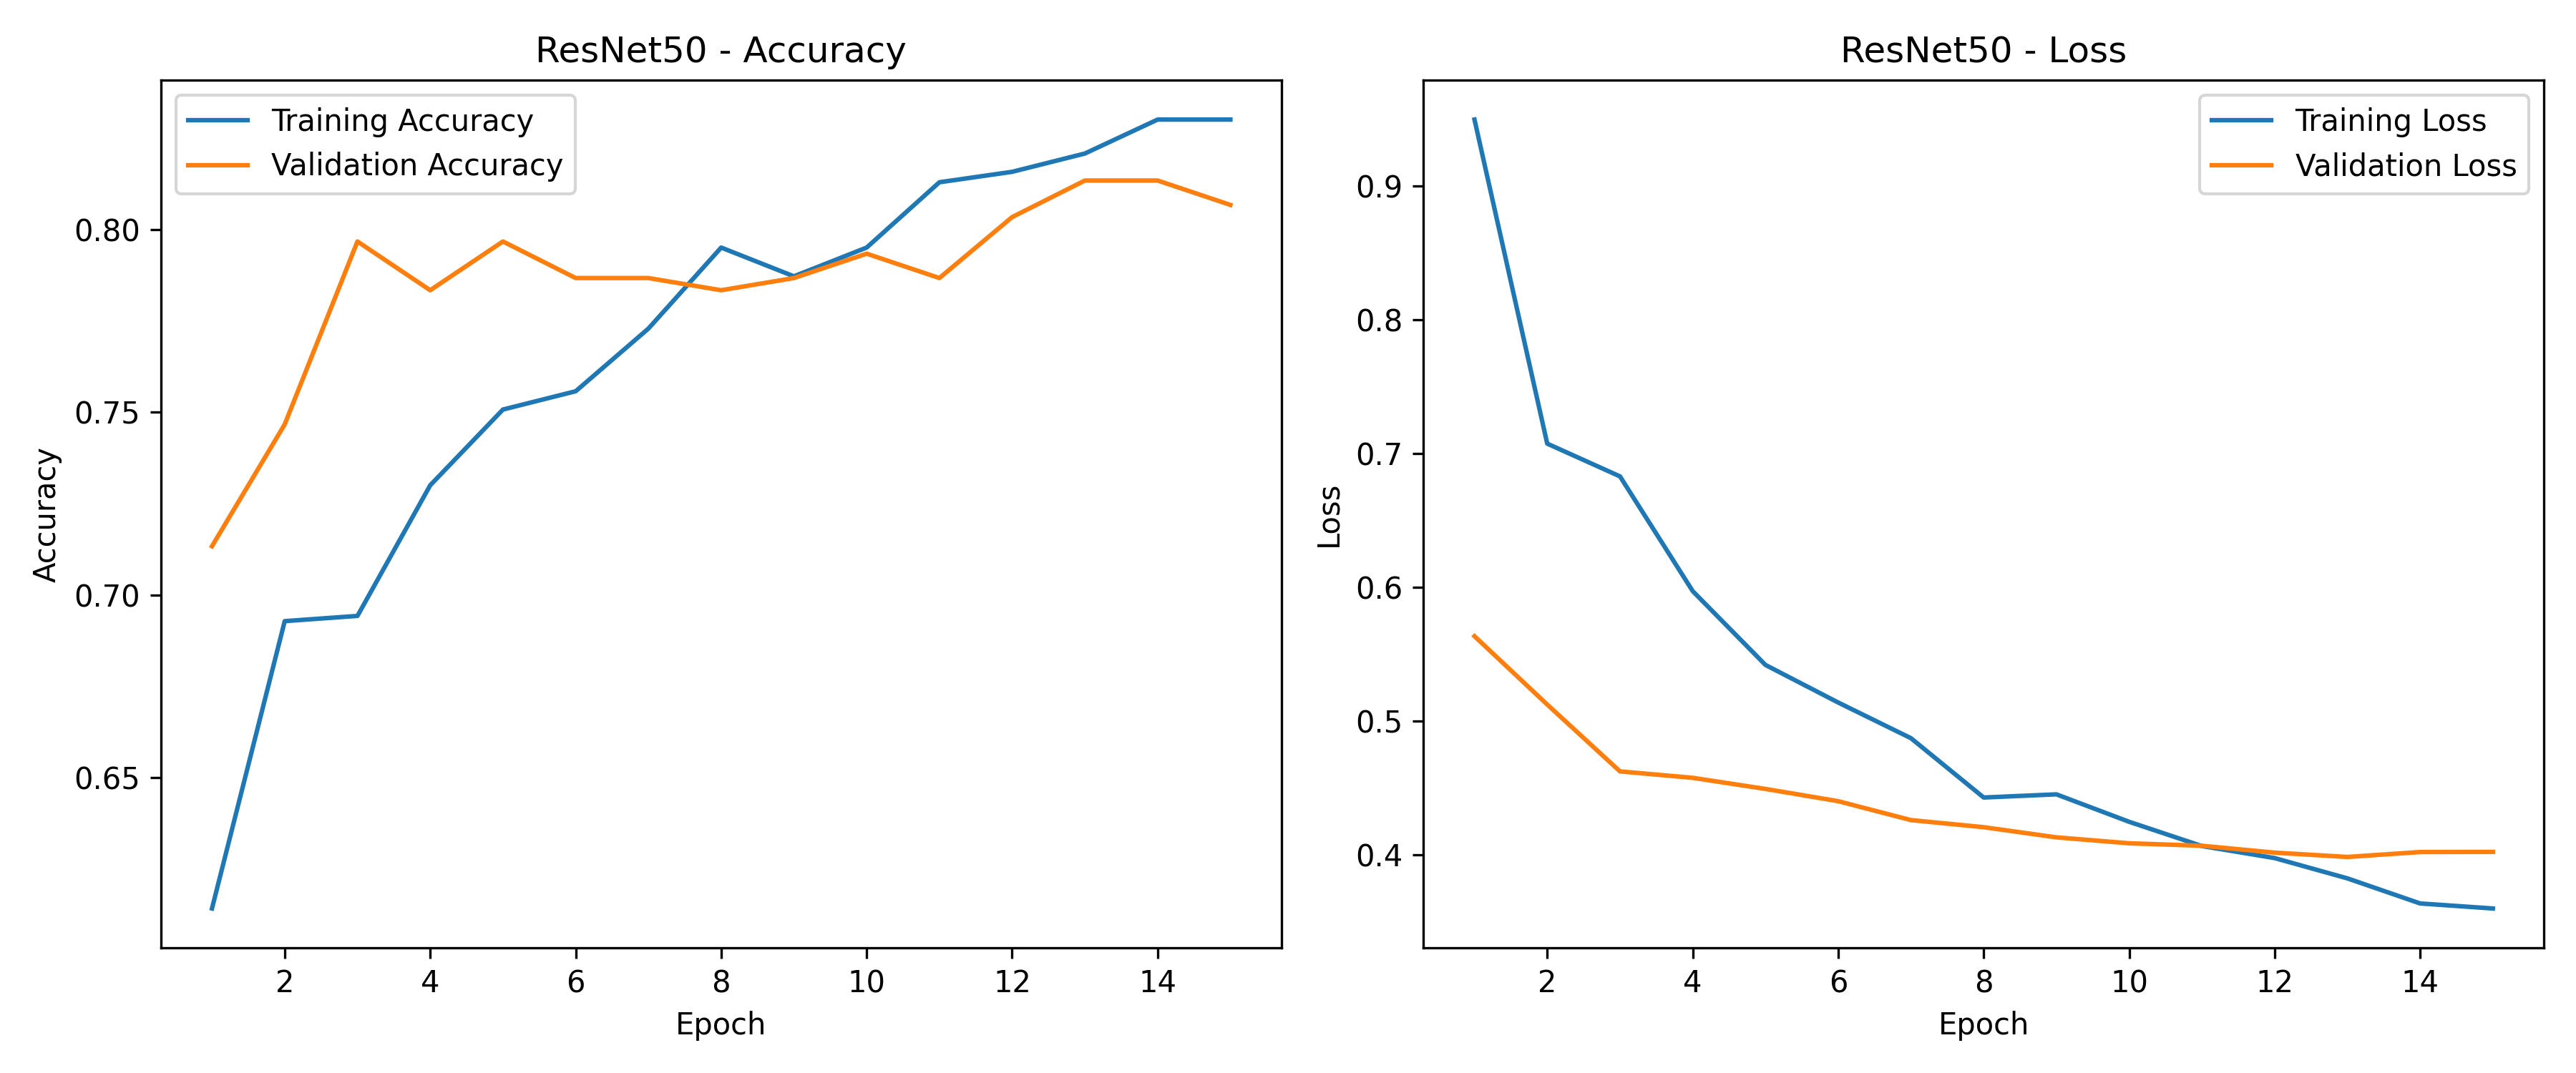 ResNet50 - Accuracy
Training Accuracy
Validation Accuracy
0.80
0.75
0.70
0.65
Accuracy
2 4 6 8 10 12 14
Epoch
ResNet50 - Loss
Training Loss
Validation Loss
0.9
0.8
0.7
0.6
0.5
0.4
Loss
2 4 6 8 10 12 14
Epoch